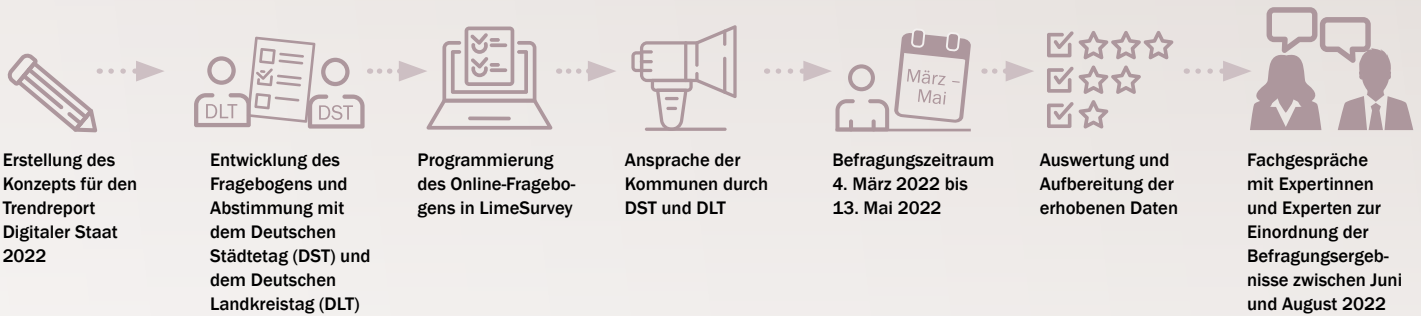 DLT
DST
März –
Mai
Erstellung des
Konzepts für den
Trendreport
Digitaler Staat
2022
Entwicklung des
Fragebogens und
Abstimmung mit
dem Deutschen
Städtetag (DST) und
dem Deutschen
Landkreistag (DLT)
Programmierung
des Online-Fragebo-
gens in LimeSurvey
Ansprache der
Kommunen durch
DST und DLT
Befragungszeitraum
4. März 2022 bis
13. Mai 2022
Auswertung und
Aufbereitung der
erhobenen Daten
Fachgespräche
mit Expertinnen
und Experten zur
Einordnung der
Befragungsergeb-
nisse zwischen Juni
und August 2022